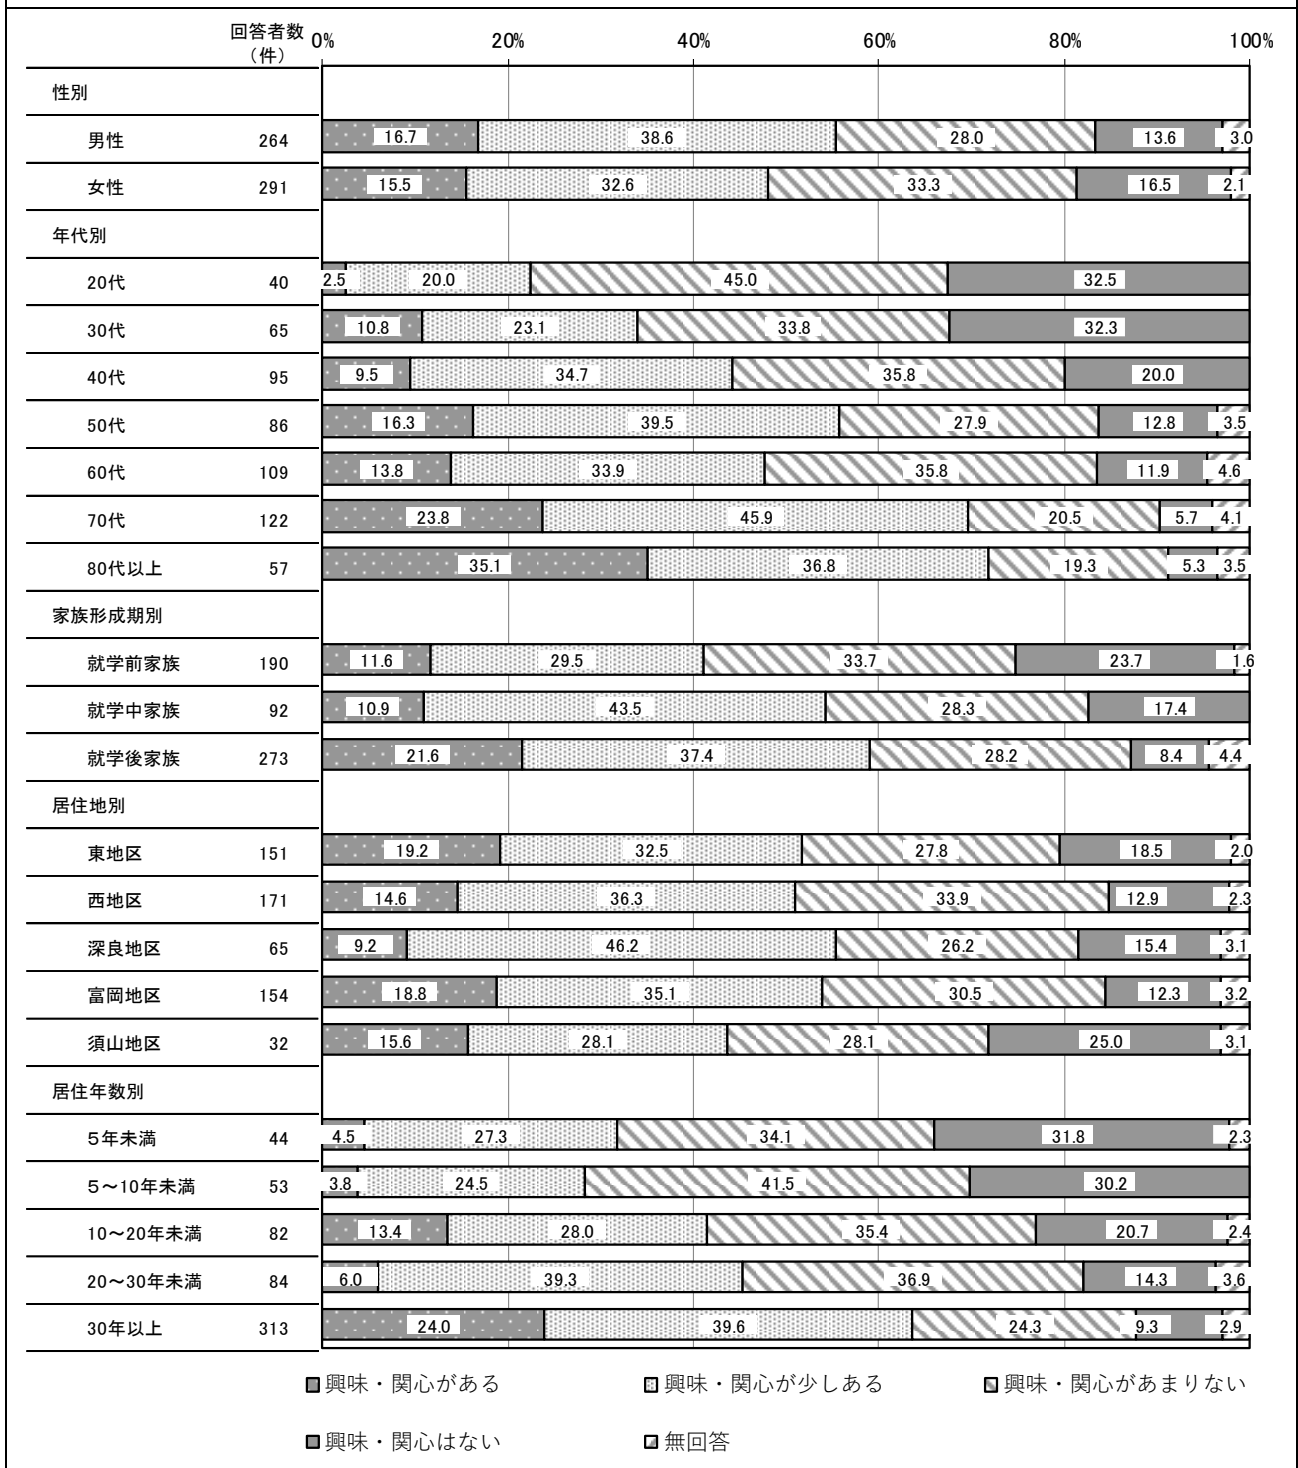 回答者数
（件）
0% 20% 40% 60% 80% 100%
性別
男性 264 16.7 38.6 28.0 13.6 3.0
女性 291 15.5 32.6 33.3 16.5 2.1
年代別
20代 40 2.5 20.0 45.0 32.5
30代 65 10.8 23.1 33.8 32.3
40代 95 9.5 34.7 35.8 20.0
50代 86 16.3 39.5 27.9 12.8 3.5
60代 109 13.8 33.9 35.8 11.9 4.6
70代 122 23.8 45.9 20.5 5.7 4.1
80代以上 57 35.1 36.8 19.3 5.3 3.5
家族形成期別
就学前家族 190 11.6 29.5 33.7 23.7 1.6
就学中家族 92 10.9 43.5 28.3 17.4
就学後家族 273 21.6 37.4 28.2 8.4 4.4
居住地別
東地区 151 19.2 32.5 27.8 18.5 2.0
西地区 171 14.6 36.3 33.9 12.9 2.3
深良地区 65 9.2 46.2 26.2 15.4 3.1
富岡地区 154 18.8 35.1 30.5 12.3 3.2
須山地区 32 15.6 28.1 28.1 25.0 3.1
居住年数別
５年未満 44 4.5 27.3 34.1 31.8 2.3
５～10年未満 53 3.8 24.5 41.5 30.2
10～20年未満 82 13.4 28.0 35.4 20.7 2.4
20～30年未満 84 6.0 39.3 36.9 14.3 3.6
30年以上 313 24.0 39.6 24.3 9.3 2.9
興味・関心がある 興味・関心が少しある 興味・関心があまりない
興味・関心はない 無回答